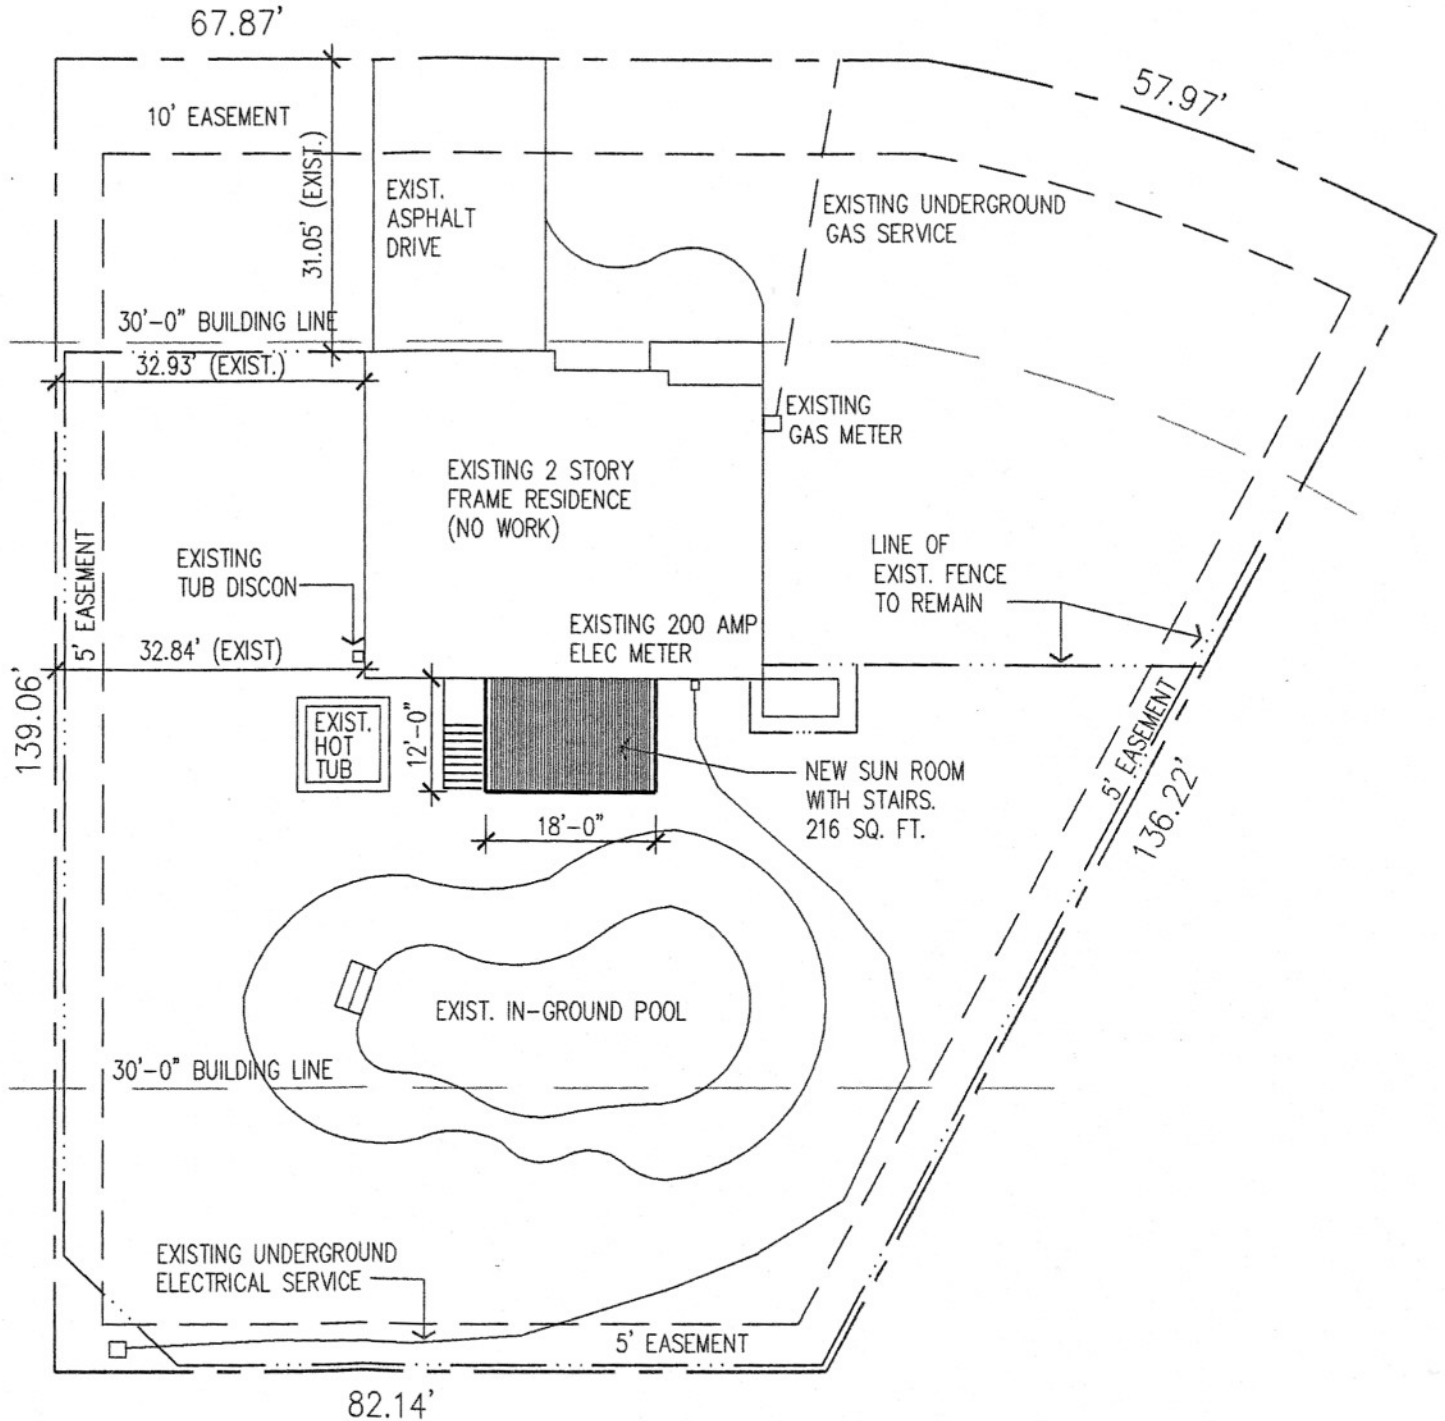 67.87'
57.97'
10' EASEMENT
31.05' (EXIST.)
EXIST.
ASPHALT
DRIVE
EXISTING UNDERGROUND
GAS SERVICE
30'-0" BUILDING LINE
32.93' (EXIST.)
EXISTING
GAS METER
EXISTING 2 STORY
FRAME RESIDENCE
(NO WORK)
5' EASEMENT
EXISTING
TUB DISCON
LINE OF
EXIST. FENCE
TO REMAIN
EXISTING 200 AMP
ELEC METER
32.84' (EXIST)
139.06'
EXIST.
HOT
TUB
12'-0"
5' EASEMENT
136.22'
NEW SUN ROOM
WITH STAIRS.
216 SQ. FT.
18'-0"
EXIST. IN-GROUND POOL
30'-0" BUILDING LINE
EXISTING UNDERGROUND
ELECTRICAL SERVICE
5' EASEMENT
82.14'